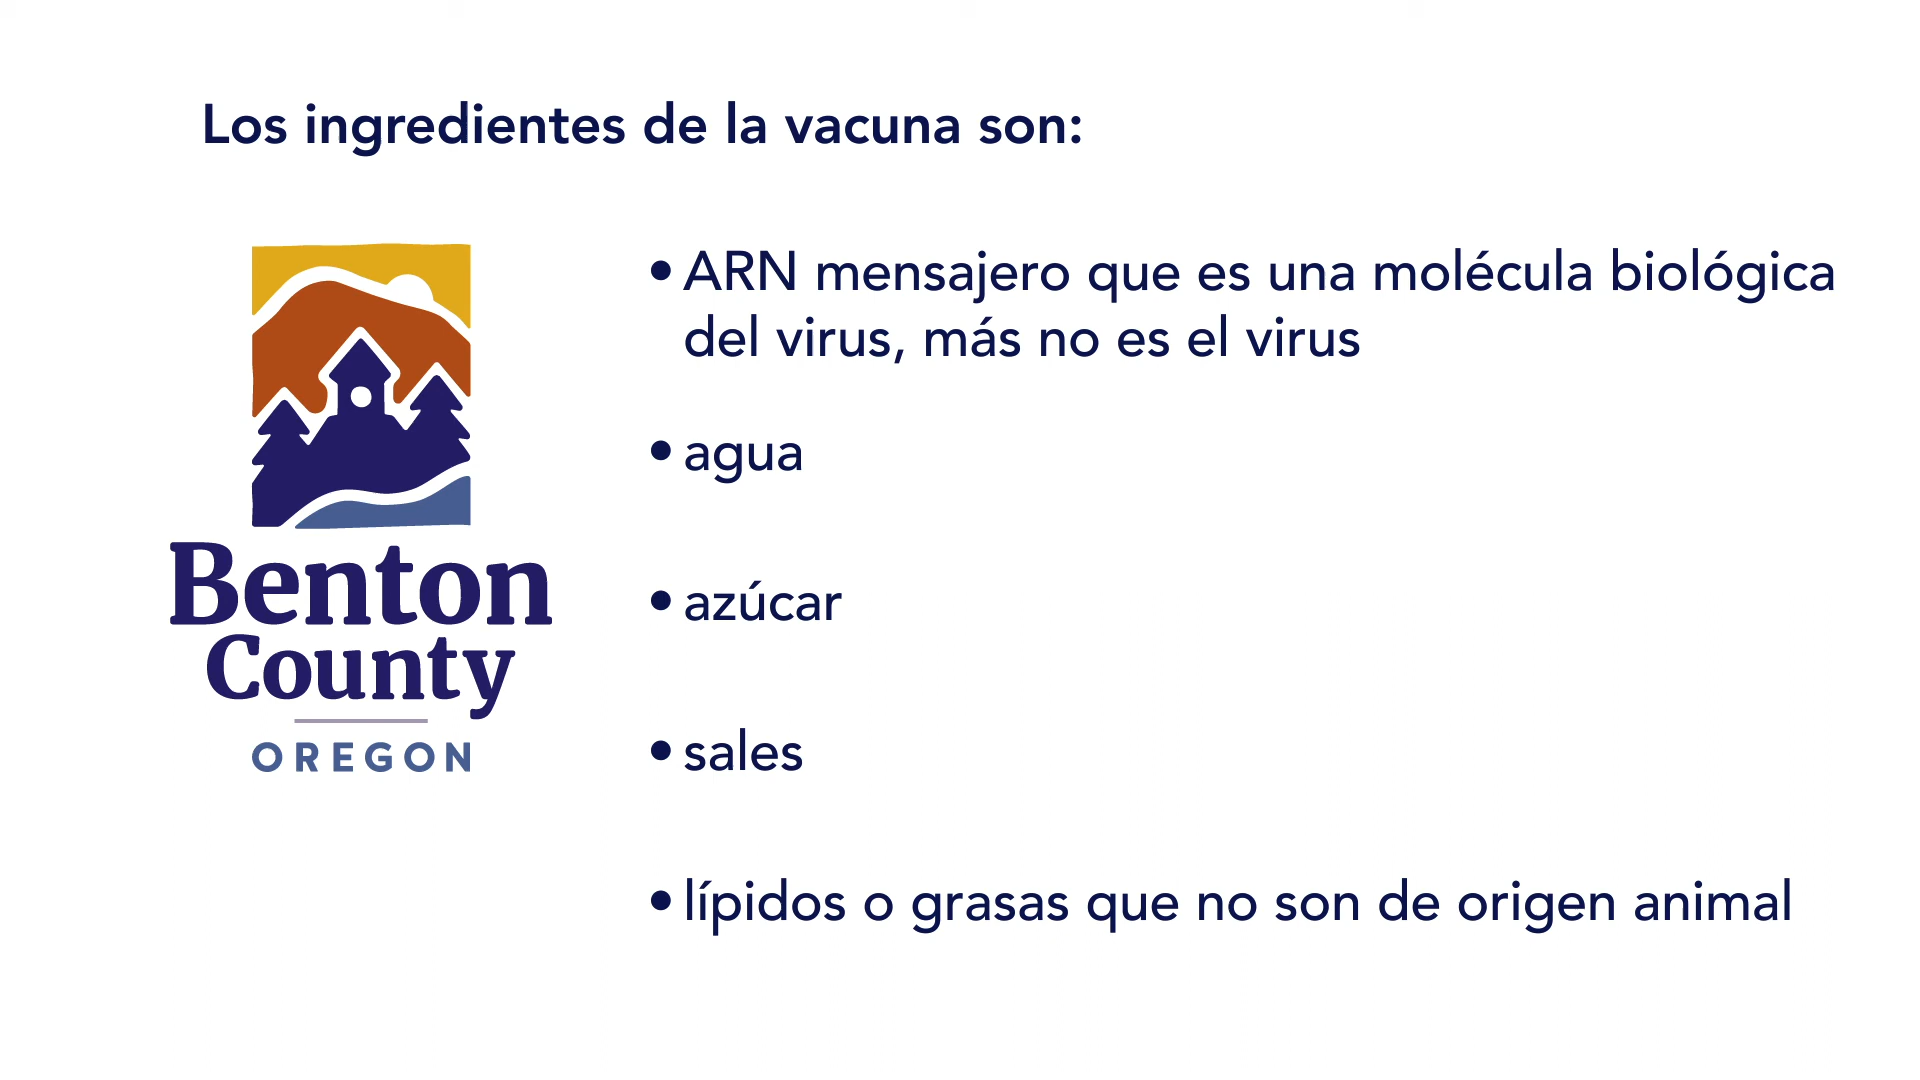 Los ingredientes de la vacuna son:
• ARN mensajero que es una molécula biológica
del virus, más no es el virus
• agua
• azúcar
• sales
• lípidos o grasas que no son de origen animal
Benton
County
OREGON